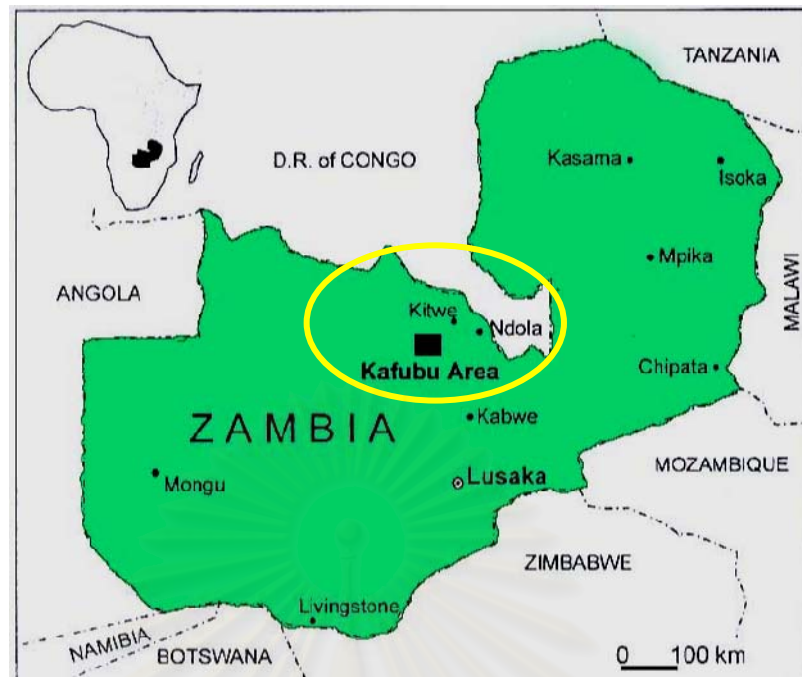 TANZANIA
D.R. of CONGO
Kasama
Isoka
Mpika
ANGOLA
MALAWI
Kitwe
Ndola
Kafubu Area
Chipata
ZAMBIA
Kabwe
Mongu
Lusaka
MOZAMBIQUE
ZIMBABWE
Livingstone
NAMIBIA
BOTSWANA
0 100 km